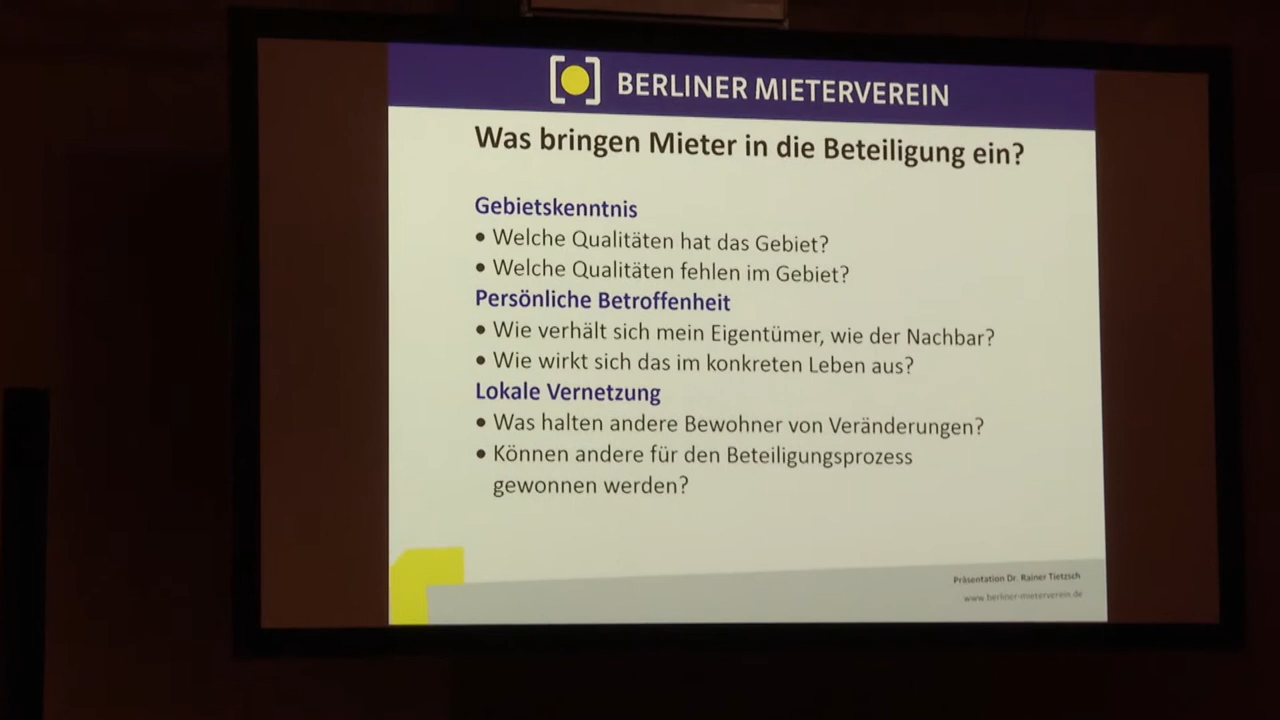 BERLINER MIETERVEREIN
Was bringen Mieter in die Beteiligung ein?
Gebietskenntnis
• Welche Qualitäten hat das Gebiet?
• Welche Qualitäten fehlen im Gebiet?
Persönliche Betroffenheit
• Wie verhält sich mein Eigentümer, wie der Nachbar?
• Wie wirkt sich das im konkreten Leben aus?
Lokale Vernetzung
• Was halten andere Bewohner von Veränderungen?
• Können andere für den Beteiligungsprozess
gewonnen werden?
Präsentation Dr. Rainer Tietzsch
www.berliner-mieterverein.de